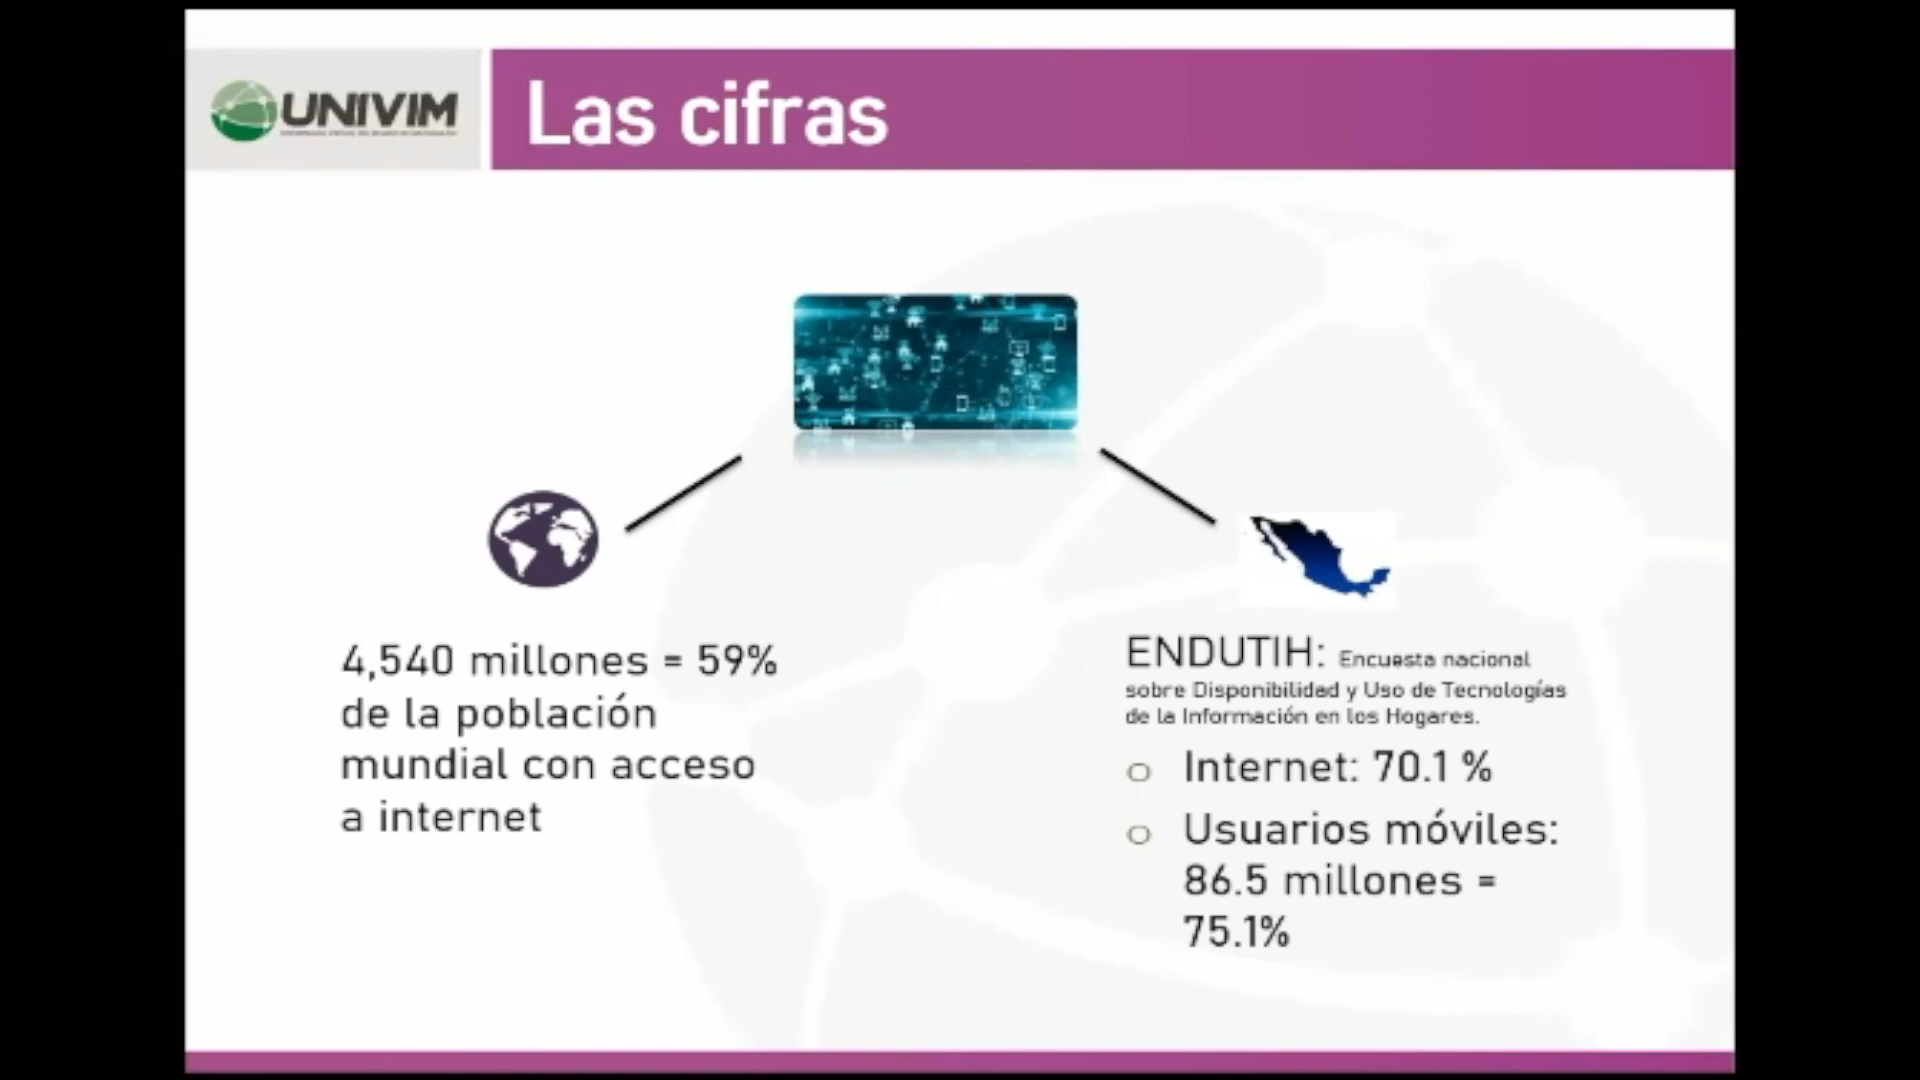 UNIVIM
Las cifras
4,540 millones = 59%
de la población
mundial con acceso
a internet
ENDUTIH: Encuesta nacional
sobre Disponibilidad y Uso de Tecnologías
de la Información en los Hogares.
o Internet: 70.1 %
o Usuarios móviles:
86.5 millones =
75.1%